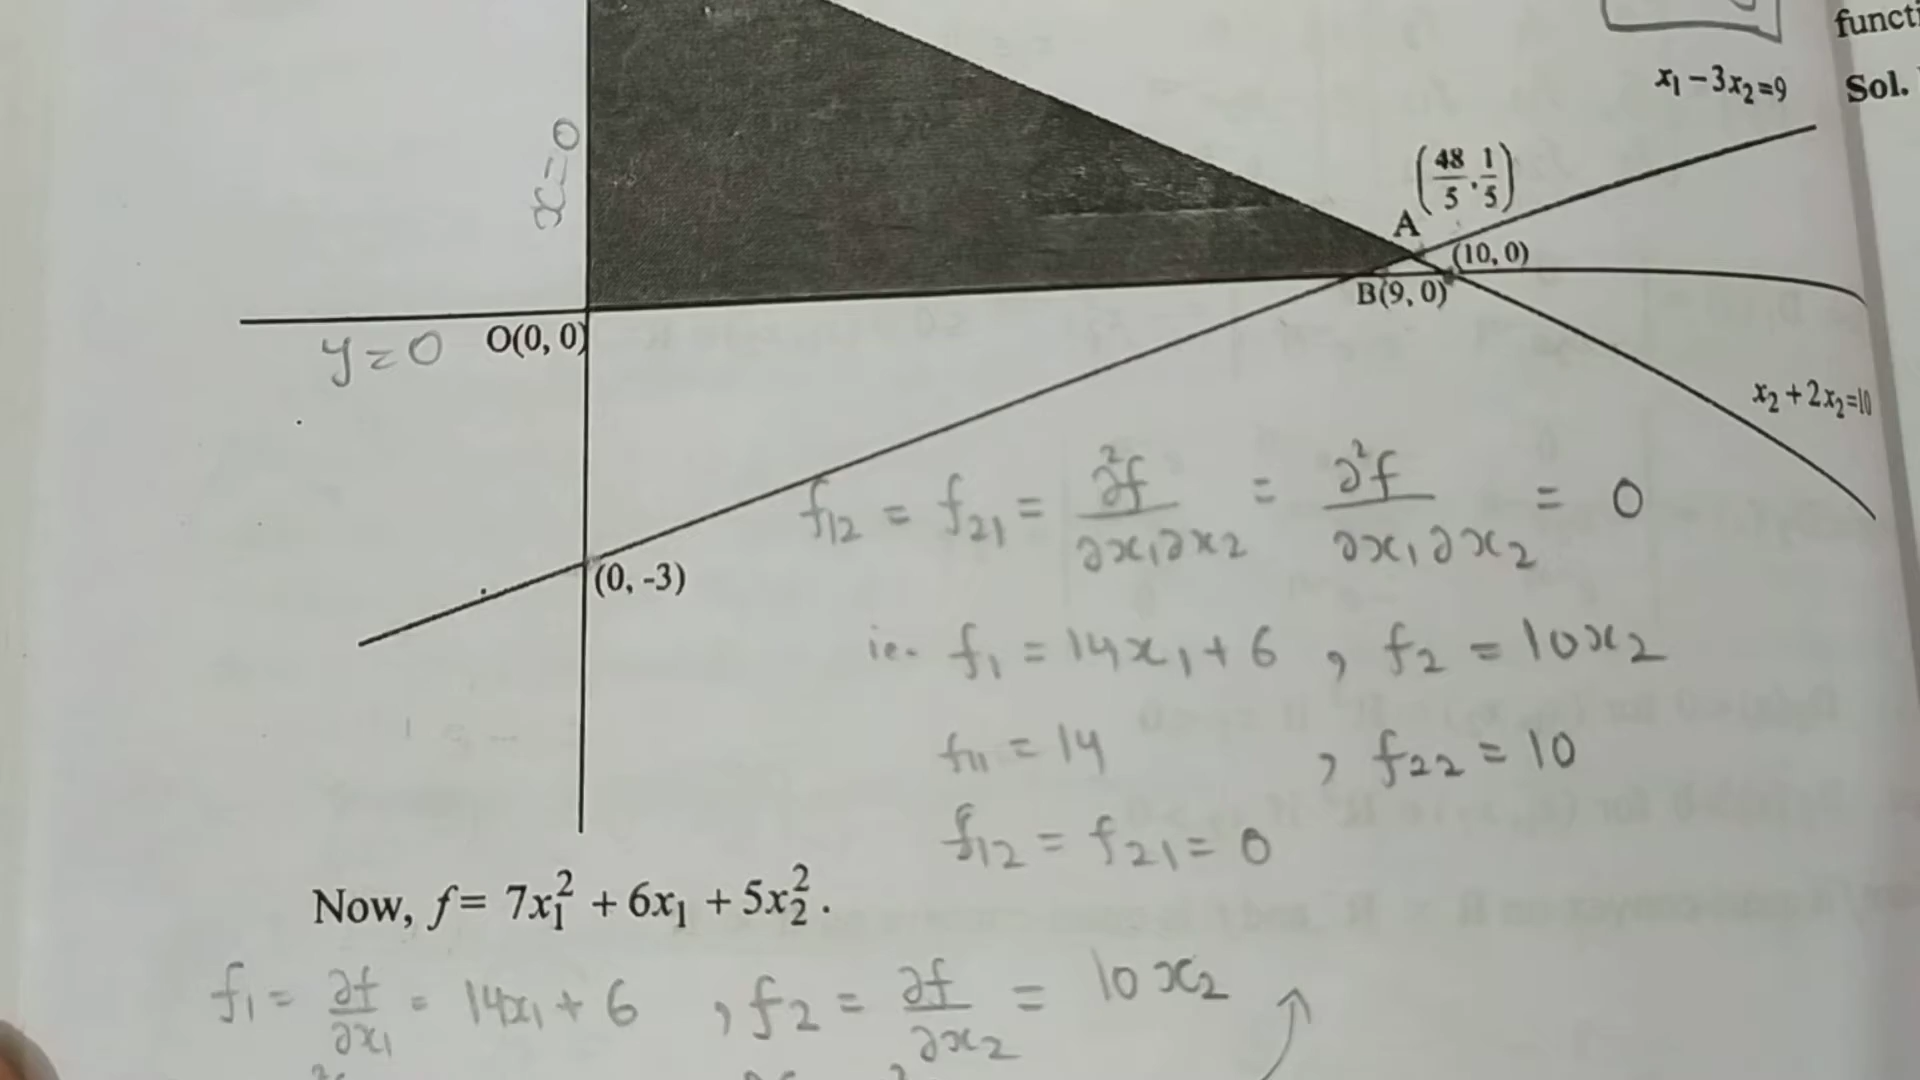 functi
x₁ − 3x₂=9
Sol.
x=0
(48/5, 1/5)
A
(10, 0)
B(9, 0)
O(0, 0)
y=0
x₂ + 2x₂=10
f₁₂ = f₂₁ = ∂²f/∂x₁∂x₂ = ∂²f/∂x₁∂x₂ = 0
(0, -3)
ie. f₁ = 14x₁ + 6 , f₂ = 10x₂
f₁₁ = 14 , f₂₂ = 10
f₁₂ = f₂₁ = 0
Now, f= 7x₁² + 6x₁ + 5x₂².
f₁ = ∂f/∂x₁ = 14x₁ + 6 , f₂ = ∂f/∂x₂ = 10x₂